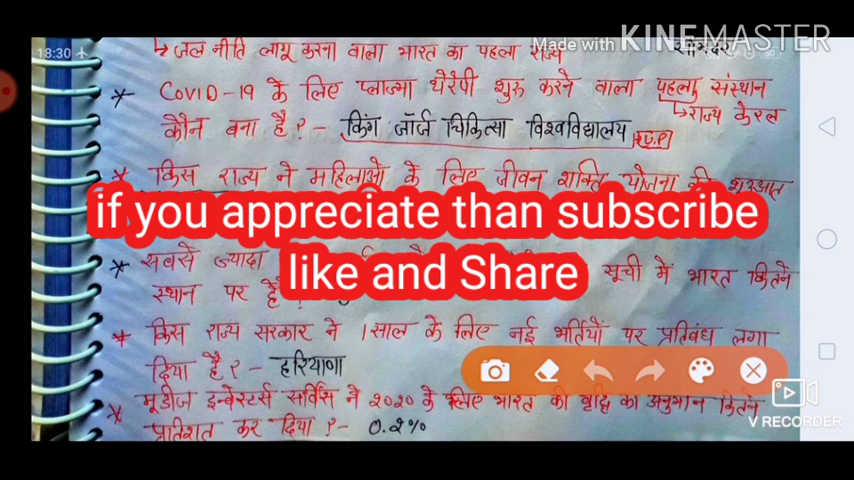 18:30
Made with KINEMASTER
↳ जल नीति लागू करना वाला भारत का पहला राज्य
* COVID-19 के लिए प्लाज्मा थेरेपी शुरू करने वाला पहला संस्थान
↳ राज्य केरल
कौन बना है? - किंग जॉर्ज चिकित्सा विश्वविद्यालय U.P
* किस राज्य ने महिलाओ के लिए जीवन शक्ति योजना की शुरुआत
if you appreciate than subscribe
like and Share
* सबसे ज्यादा सूची में भारत कितने
स्थान पर है?
* किस राज्य सरकार ने 1 साल के लिए नई भर्तियों पर प्रतिबंध लगा
दिया है? - हरियाणा
* मूडीज इन्वेस्टर्स सर्विस ने 2020 के लिए भारत की वृद्धि का अनुमान कितने
प्रतिशत कर दिया? - 0.2%
V RECORDER